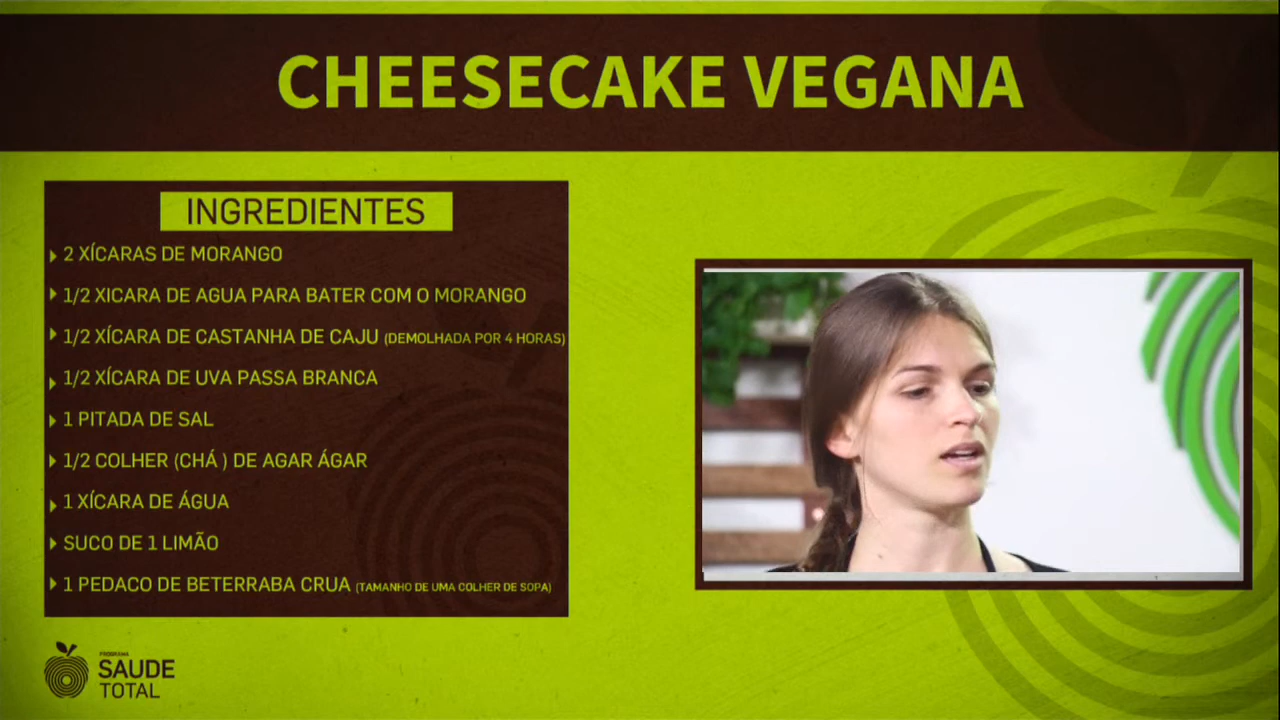 CHEESECAKE VEGANA
INGREDIENTES
2 XÍCARAS DE MORANGO
1/2 XICARA DE AGUA PARA BATER COM O MORANGO
1/2 XÍCARA DE CASTANHA DE CAJU (DEMOLHADA POR 4 HORAS)
1/2 XÍCARA DE UVA PASSA BRANCA
1 PITADA DE SAL
1/2 COLHER (CHÁ ) DE AGAR ÁGAR
1 XÍCARA DE ÁGUA
SUCO DE 1 LIMÃO
1 PEDACO DE BETERRABA CRUA (TAMANHO DE UMA COLHER DE SOPA)
PROGRAMA
SAUDE
TOTAL